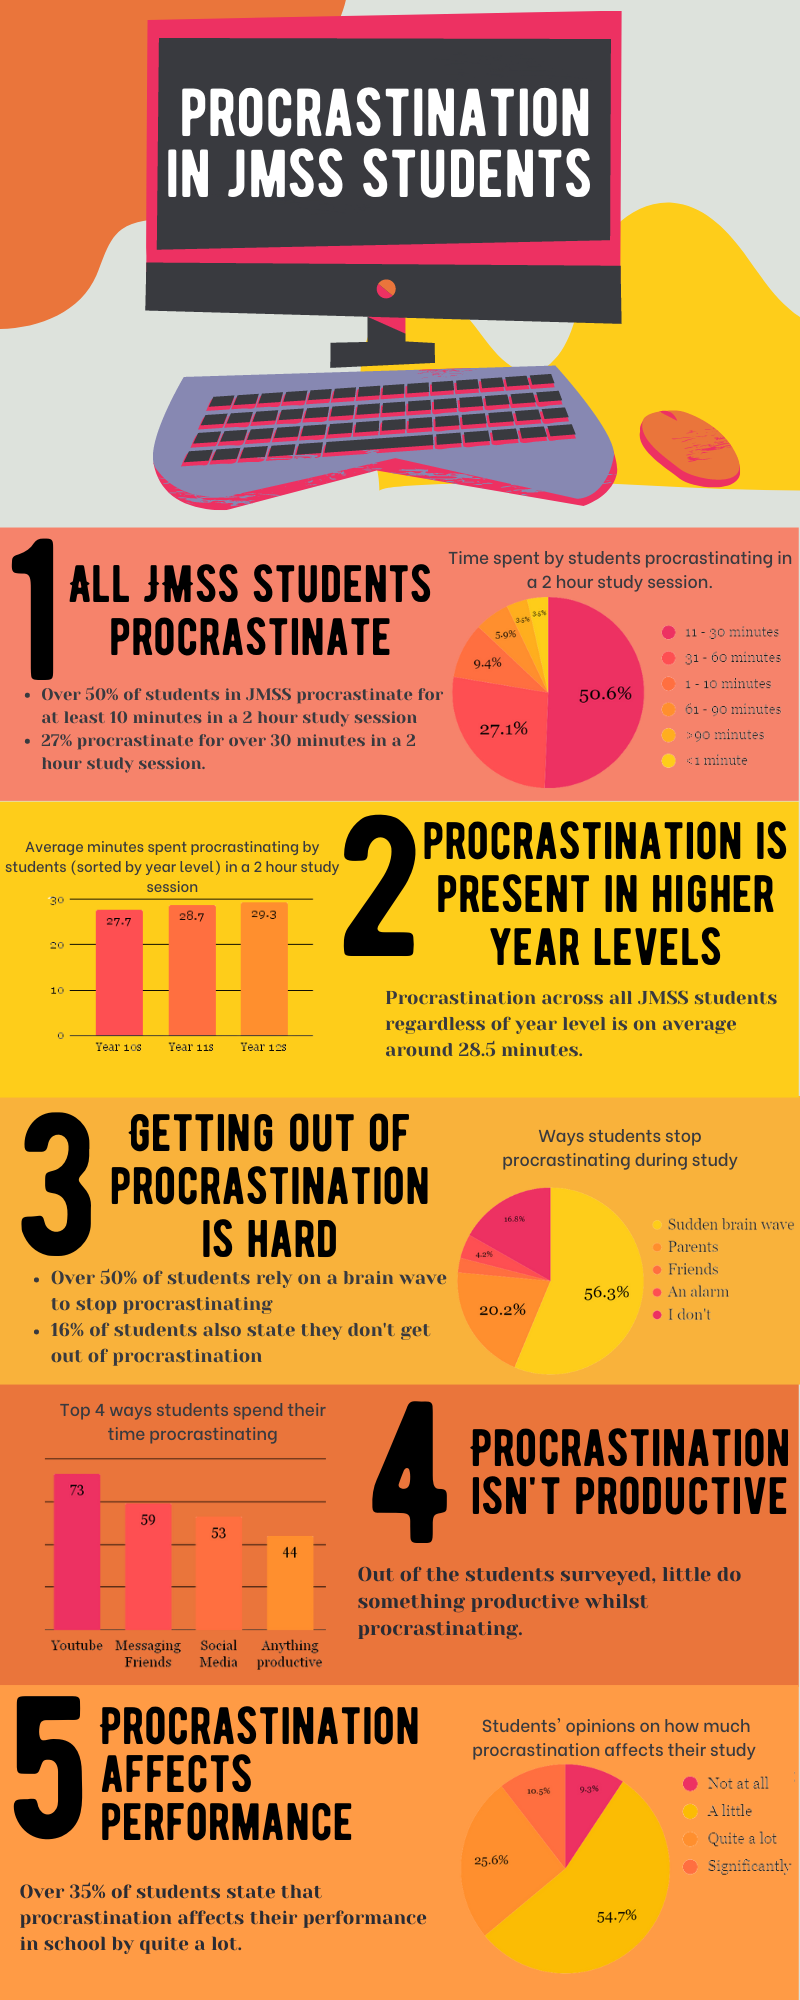 PROCRASTINATION
IN JMSS STUDENTS
1
ALL JMSS STUDENTS
PROCRASTINATE
• Over 50% of students in JMSS procrastinate for
at least 10 minutes in a 2 hour study session
• 27% procrastinate for over 30 minutes in a 2
hour study session.
Time spent by students procrastinating in
a 2 hour study session.
3.5%
3.5%
5.9%
9.4%
50.6%
27.1%
11 - 30 minutes
31 - 60 minutes
1 - 10 minutes
61 - 90 minutes
>90 minutes
<1 minute
Average minutes spent procrastinating by
students (sorted by year level) in a 2 hour study
session
30
20
10
0
27.7
28.7
29.3
Year 10s
Year 11s
Year 12s
2
PROCRASTINATION IS
PRESENT IN HIGHER
YEAR LEVELS
Procrastination across all JMSS students
regardless of year level is on average
around 28.5 minutes.
3
GETTING OUT OF
PROCRASTINATION
IS HARD
• Over 50% of students rely on a brain wave
to stop procrastinating
• 16% of students also state they don't get
out of procrastination
Ways students stop
procrastinating during study
16.8%
4.2%
20.2%
56.3%
Sudden brain wave
Parents
Friends
An alarm
I don't
Top 4 ways students spend their
time procrastinating
73
59
53
44
Youtube
Messaging
Friends
Social
Media
Anything
productive
4
PROCRASTINATION
ISN'T PRODUCTIVE
Out of the students surveyed, little do
something productive whilst
procrastinating.
5
PROCRASTINATION
AFFECTS
PERFORMANCE
Over 35% of students state that
procrastination affects their performance
in school by quite a lot.
Students' opinions on how much
procrastination affects their study
10.5%
9.3%
25.6%
54.7%
Not at all
A little
Quite a lot
Significantly